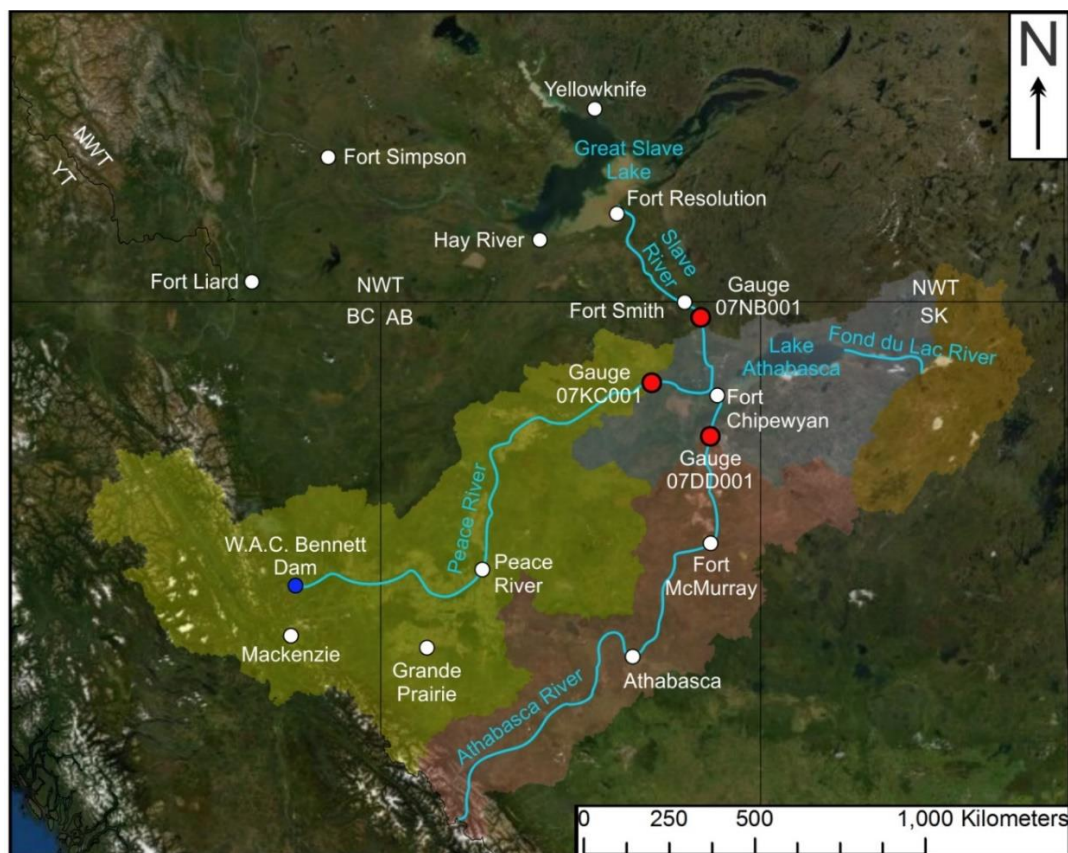 N
Yellowknife
NWT
YT
Fort Simpson
Great Slave
Lake
Fort Resolution
Hay River
Slave
River
Fort Liard
NWT
BC AB
Fort Smith
Gauge
07NB001
NWT
SK
Lake
Athabasca
Fond du Lac River
Gauge
07KC001
Fort
Chipewyan
Gauge
07DD001
Peace River
W.A.C. Bennett
Dam
Peace
River
Fort
McMurray
Mackenzie
Grande
Prairie
Athabasca
Athabasca River
0 250 500 1,000 Kilometers